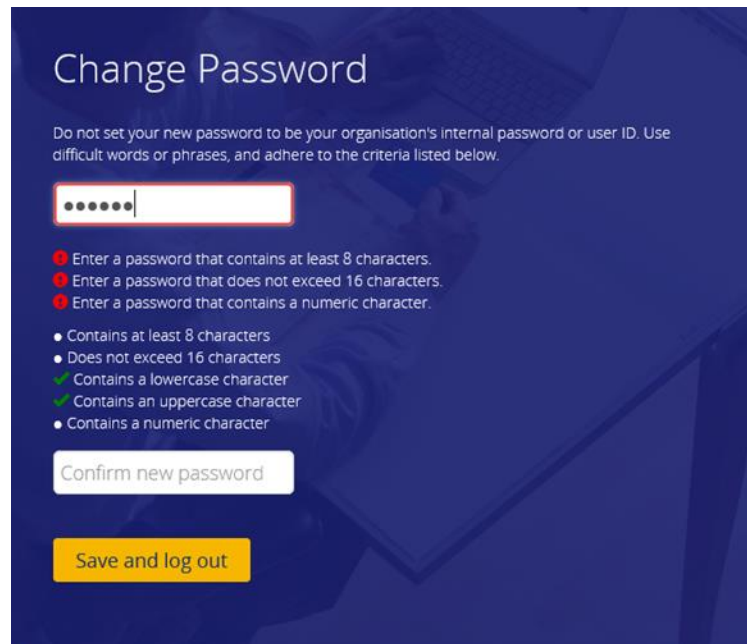 Change Password
Do not set your new password to be your organisation's internal password or user ID. Use
difficult words or phrases, and adhere to the criteria listed below.
••••••
Enter a password that contains at least 8 characters.
Enter a password that does not exceed 16 characters.
Enter a password that contains a numeric character.
• Contains at least 8 characters
• Does not exceed 16 characters
✔ Contains a lowercase character
✔ Contains an uppercase character
• Contains a numeric character
Confirm new password
Save and log out